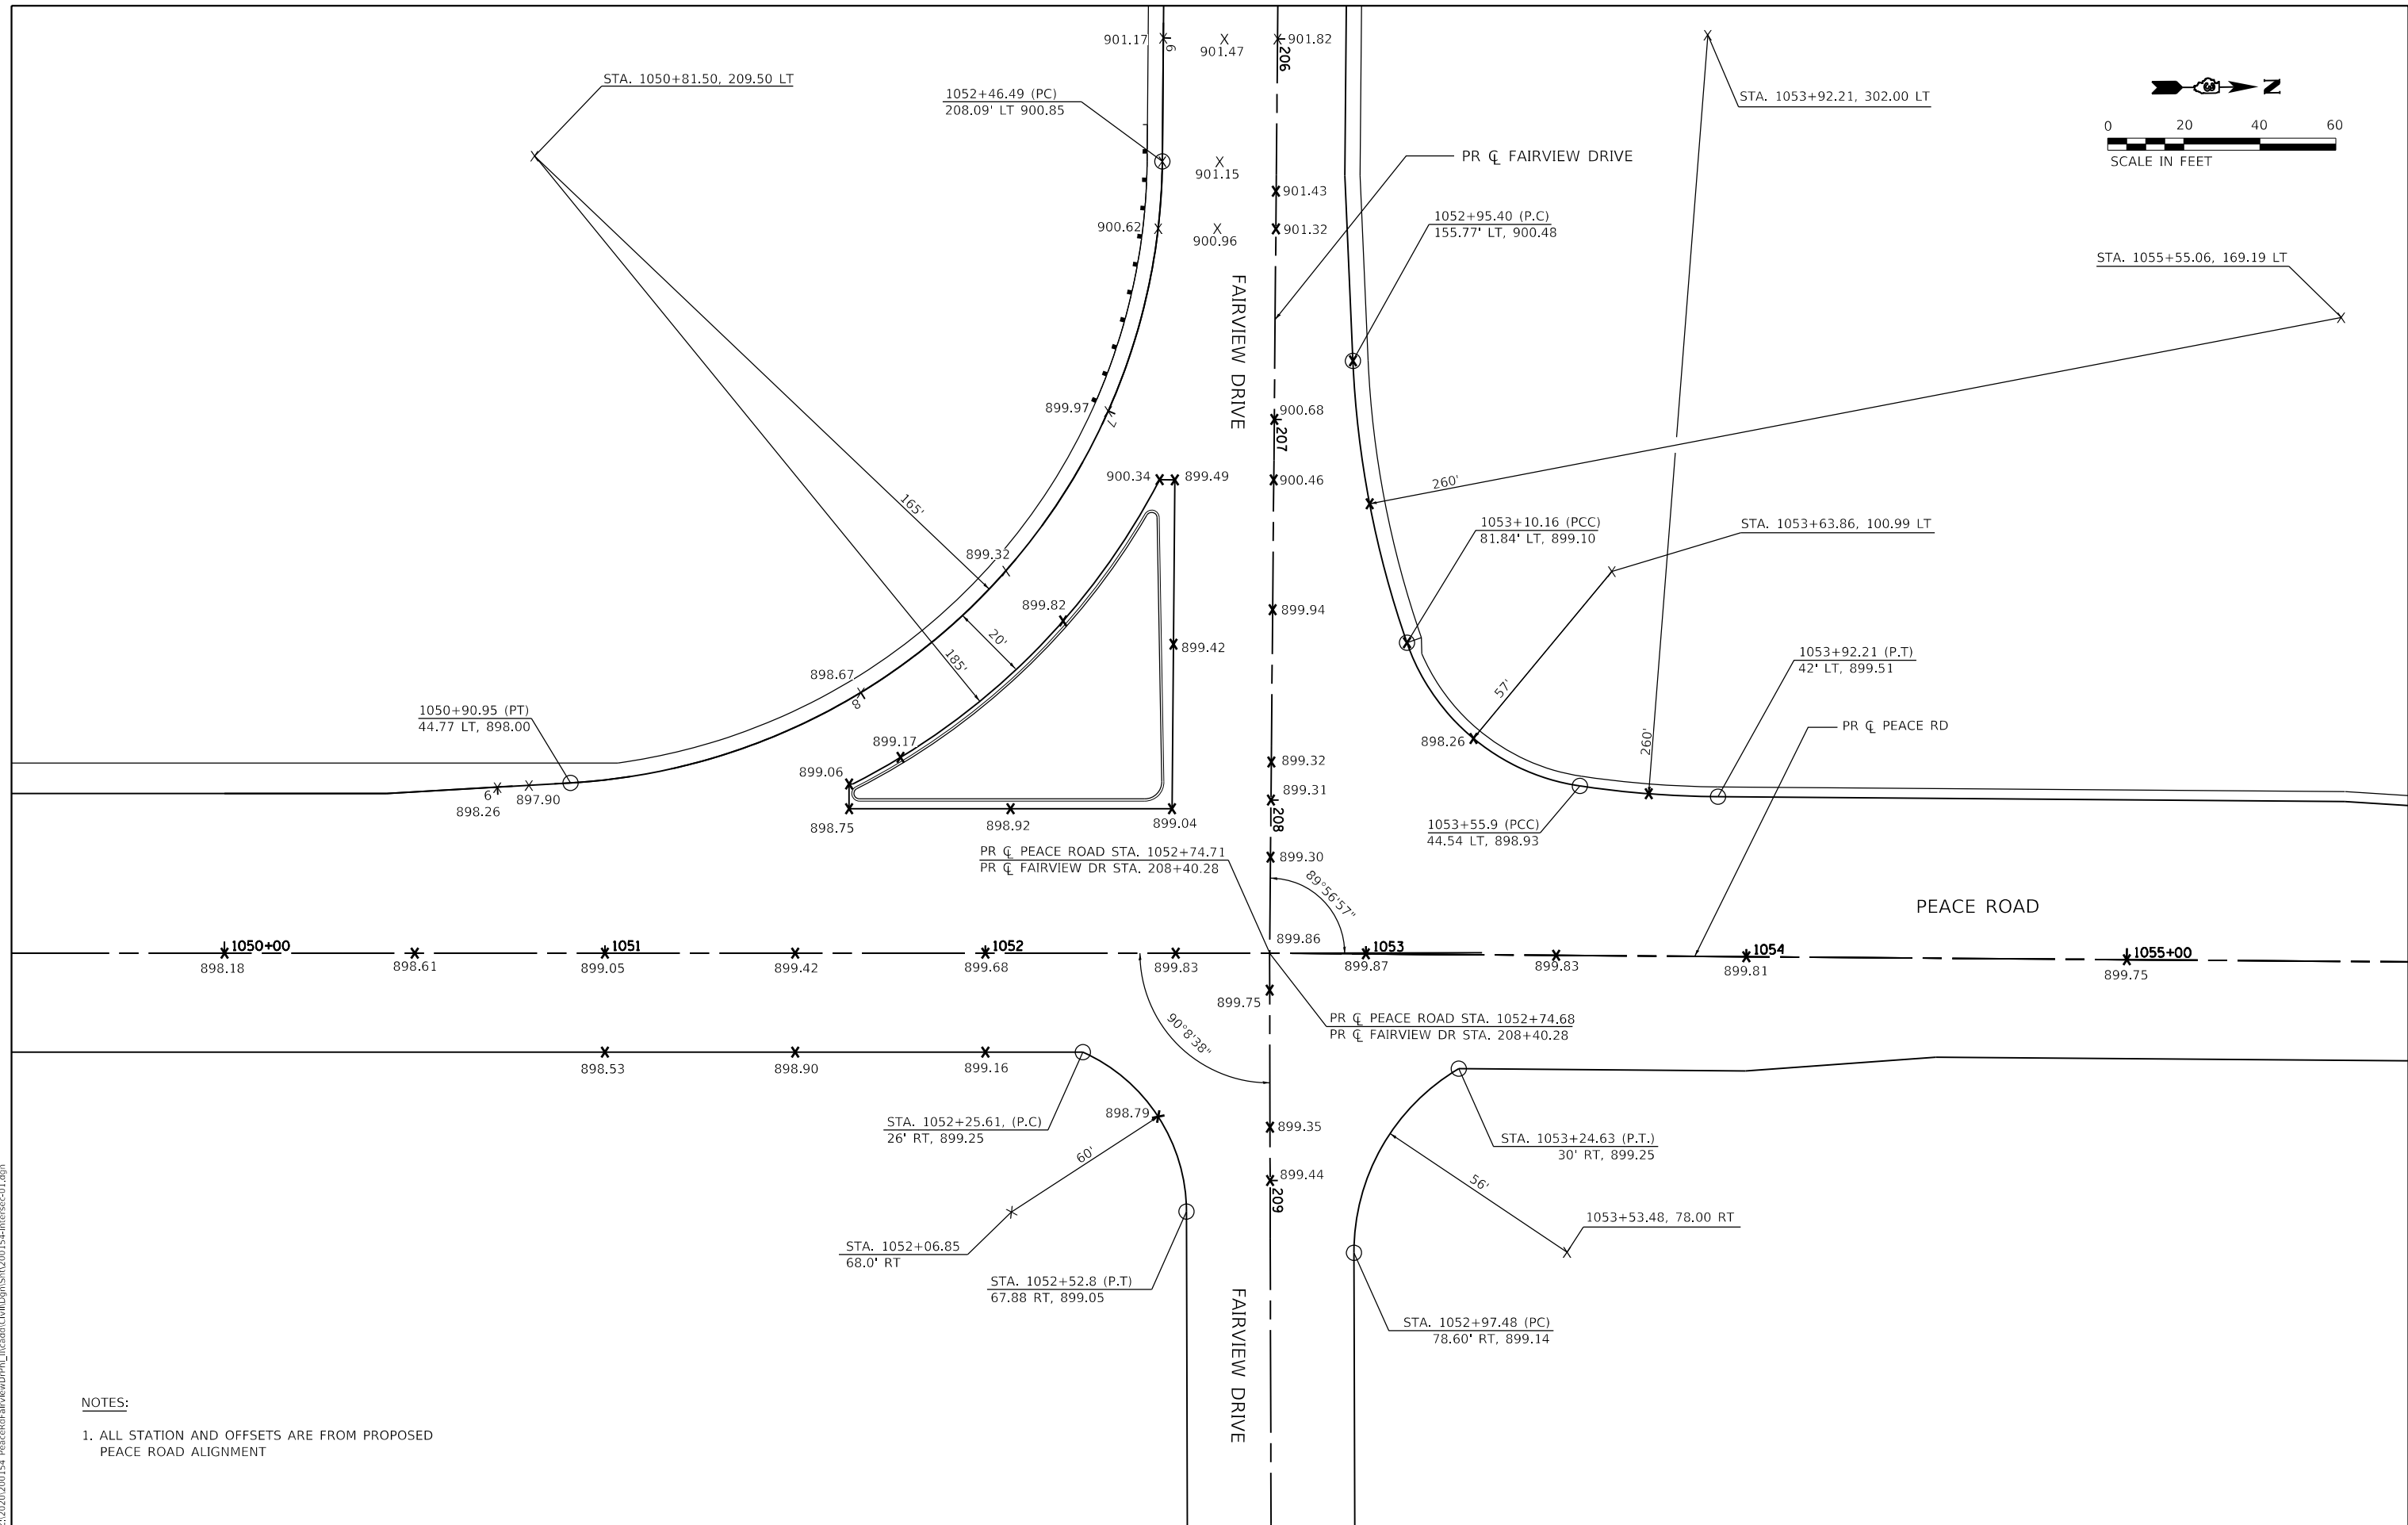 901.17
6
901.47
901.82
206
STA. 1050+81.50, 209.50 LT
1052+46.49 (PC)
208.09' LT 900.85
STA. 1053+92.21, 302.00 LT
N
0 20 40 60
SCALE IN FEET
901.15
901.43
PR ℄ FAIRVIEW DRIVE
900.62
900.96
901.32
1052+95.40 (P.C)
155.77' LT, 900.48
STA. 1055+55.06, 169.19 LT
FAIRVIEW DRIVE
899.97
7
900.68
207
900.34
899.49
900.46
260'
165'
1053+10.16 (PCC)
81.84' LT, 899.10
STA. 1053+63.86, 100.99 LT
899.32
899.82
899.94
20'
185'
899.42
898.67
8
57'
1053+92.21 (P.T)
42' LT, 899.51
1050+90.95 (PT)
44.77 LT, 898.00
PR ℄ PEACE RD
899.17
898.26
260'
899.06
899.32
6
898.26
897.90
899.31
208
898.75
898.92
899.04
1053+55.9 (PCC)
44.54 LT, 898.93
PR ℄ PEACE ROAD STA. 1052+74.71
PR ℄ FAIRVIEW DR STA. 208+40.28
899.30
89°56'57"
PEACE ROAD
1050+00
1051
1052
899.86
1053
1054
1055+00
898.18
898.61
899.05
899.42
899.68
899.83
899.87
899.83
899.81
899.75
899.75
90°8'38"
PR ℄ PEACE ROAD STA. 1052+74.68
PR ℄ FAIRVIEW DR STA. 208+40.28
898.53
898.90
899.16
STA. 1052+25.61, (P.C)
26' RT, 899.25
898.79
899.35
STA. 1053+24.63 (P.T.)
30' RT, 899.25
60'
899.44
209
56'
STA. 1052+06.85
68.0' RT
1053+53.48, 78.00 RT
STA. 1052+52.8 (P.T)
67.88 RT, 899.05
FAIRVIEW DRIVE
STA. 1052+97.48 (PC)
78.60' RT, 899.14
NOTES:
1. ALL STATION AND OFFSETS ARE FROM PROPOSED
PEACE ROAD ALIGNMENT